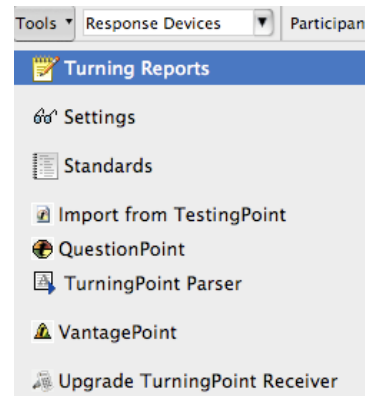 Tools Response Devices Participan
Turning Reports
Settings
Standards
Import from TestingPoint
QuestionPoint
TurningPoint Parser
VantagePoint
Upgrade TurningPoint Receiver